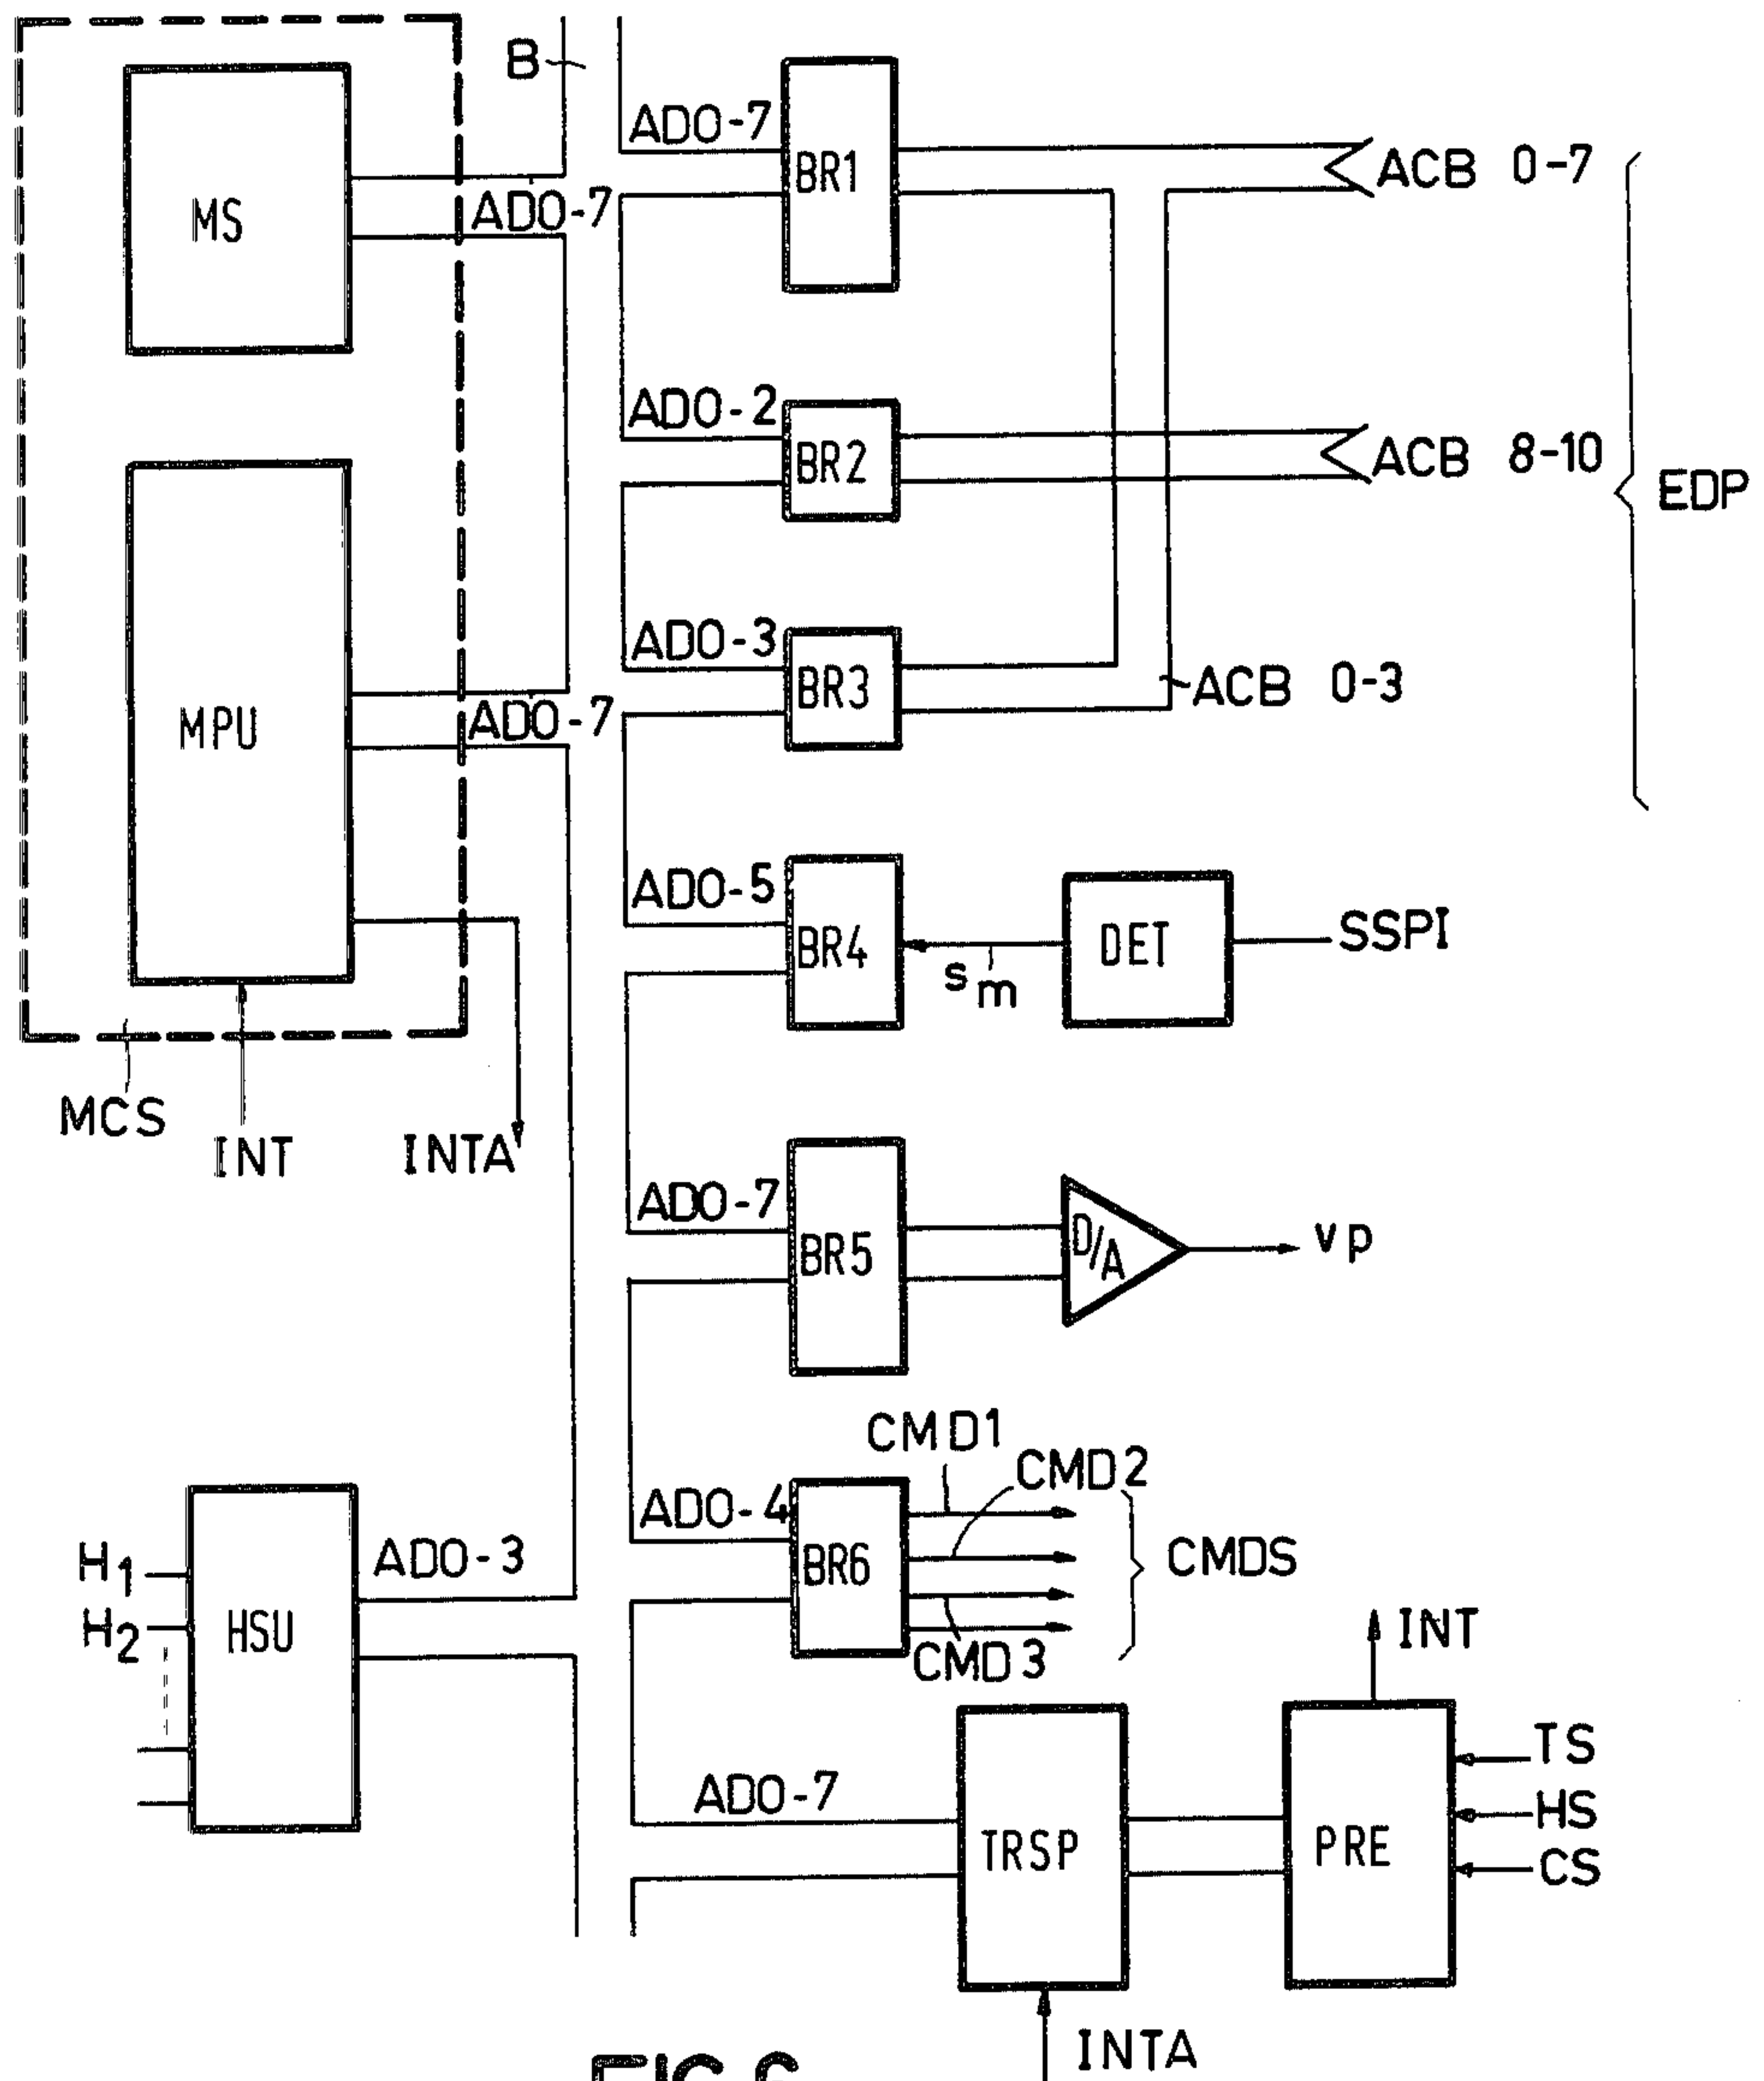 B
ADO-7
BR1
ACB 0-7
MS
ADO-7
ADO-2
BR2
ACB 8-10
EDP
ADO-3
BR3
ACB 0-3
MPU
ADO-7
ADO-5
BR4
sm
DET
SSPI
MCS
INT
INTA
ADO-7
BR5
D/A
vp
CMD1
CMD2
ADO-4
BR6
CMDS
CMD3
H1
H2
HSU
ADO-3
INT
ADO-7
TRSP
PRE
TS
HS
CS
INTA
FIG.6